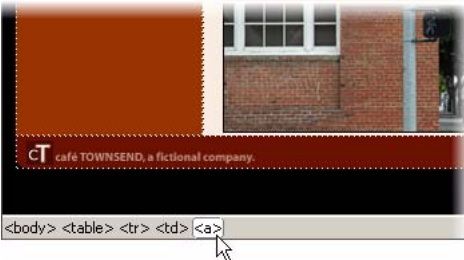 cT café TOWNSEND, a fictional company.
<body> <table> <tr> <td> <a>